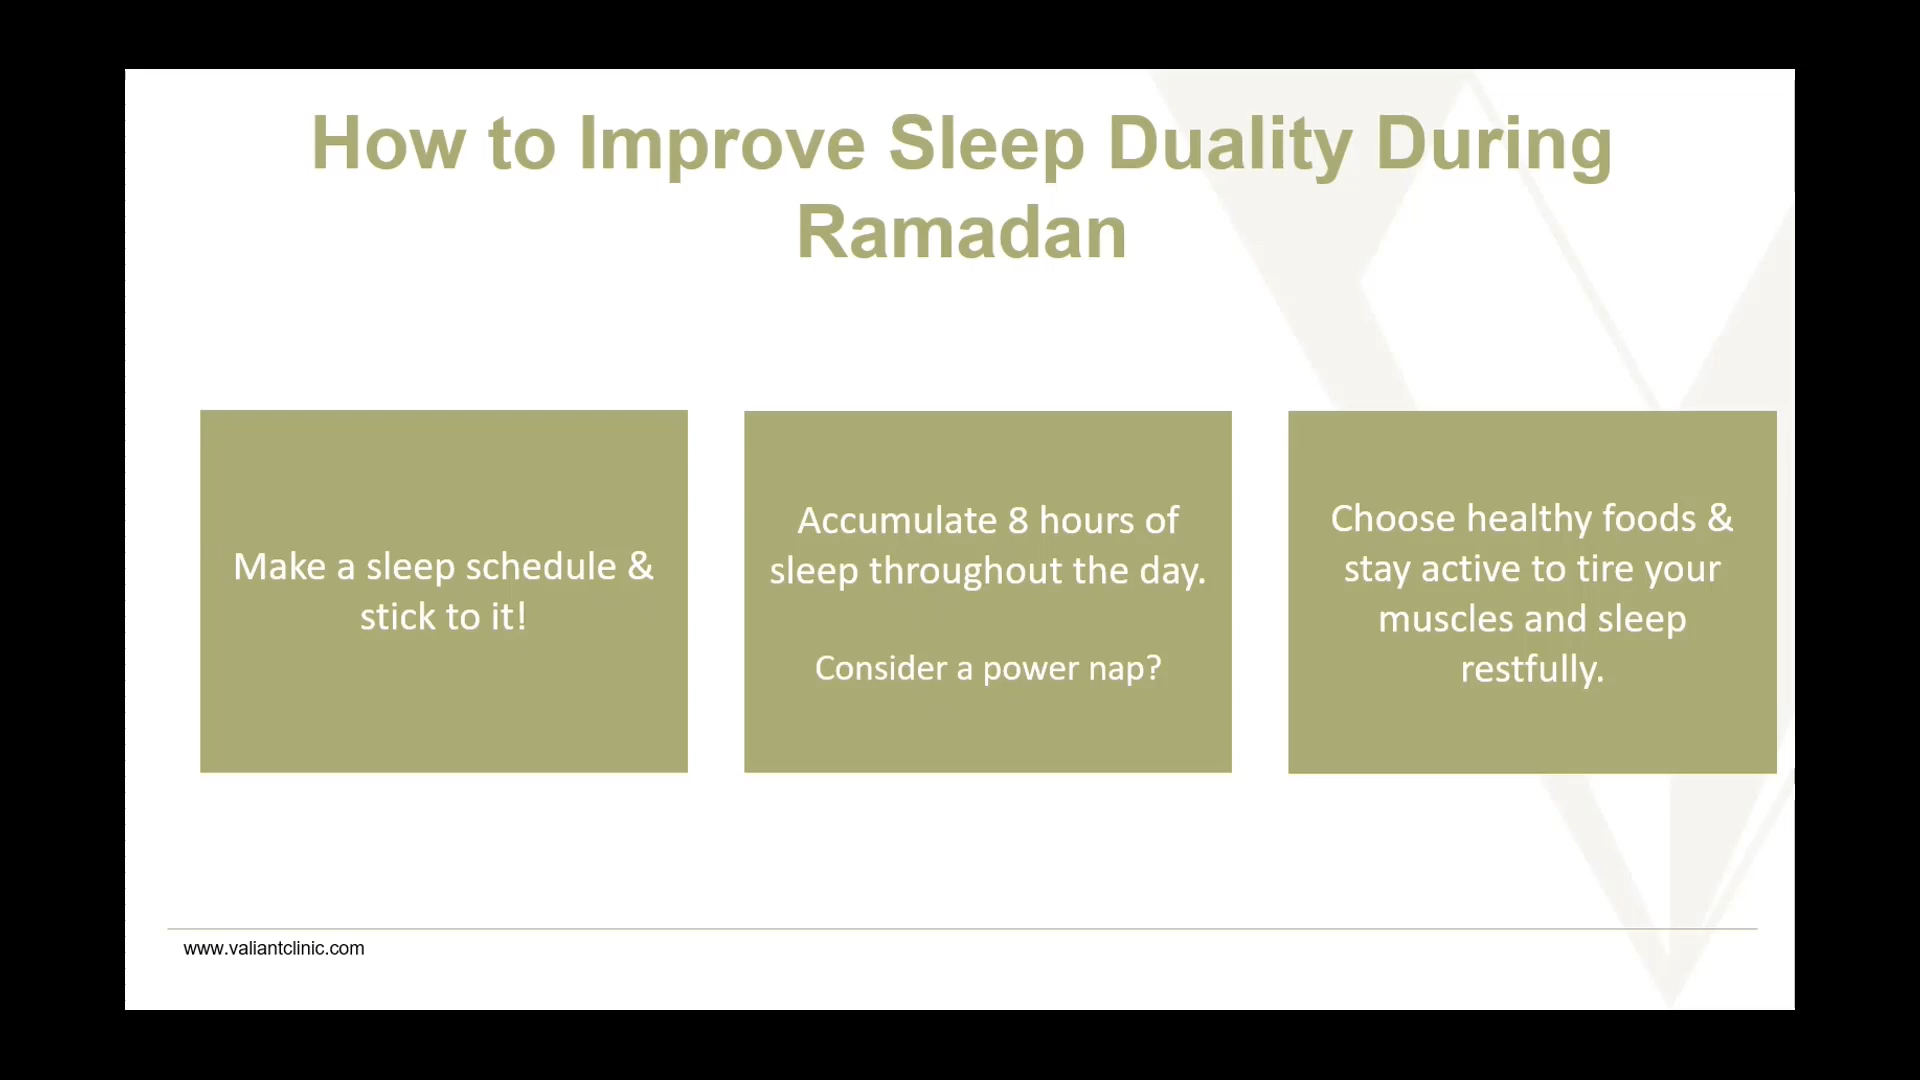 How to Improve Sleep Duality During
Ramadan
Make a sleep schedule &
stick to it!
Accumulate 8 hours of
sleep throughout the day.
Consider a power nap?
Choose healthy foods &
stay active to tire your
muscles and sleep
restfully.
www.valiantclinic.com